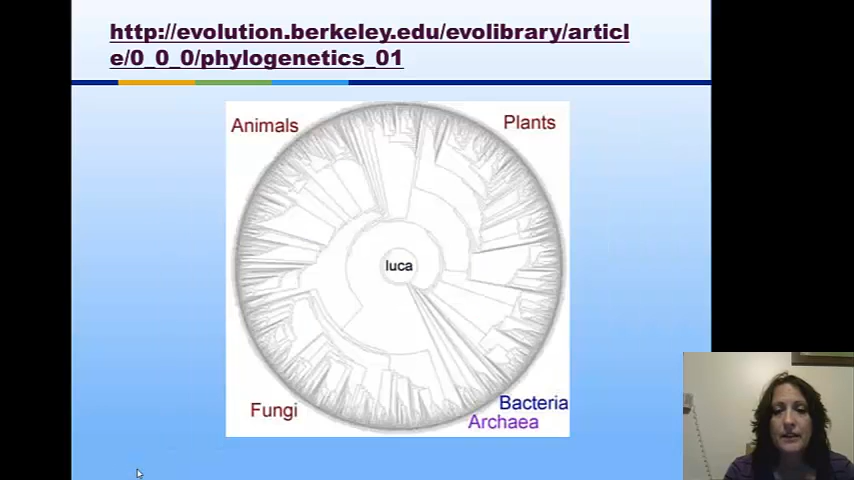 http://evolution.berkeley.edu/evolibrary/articl
e/0_0_0/phylogenetics_01
Animals
Plants
luca
Fungi
Bacteria
Archaea